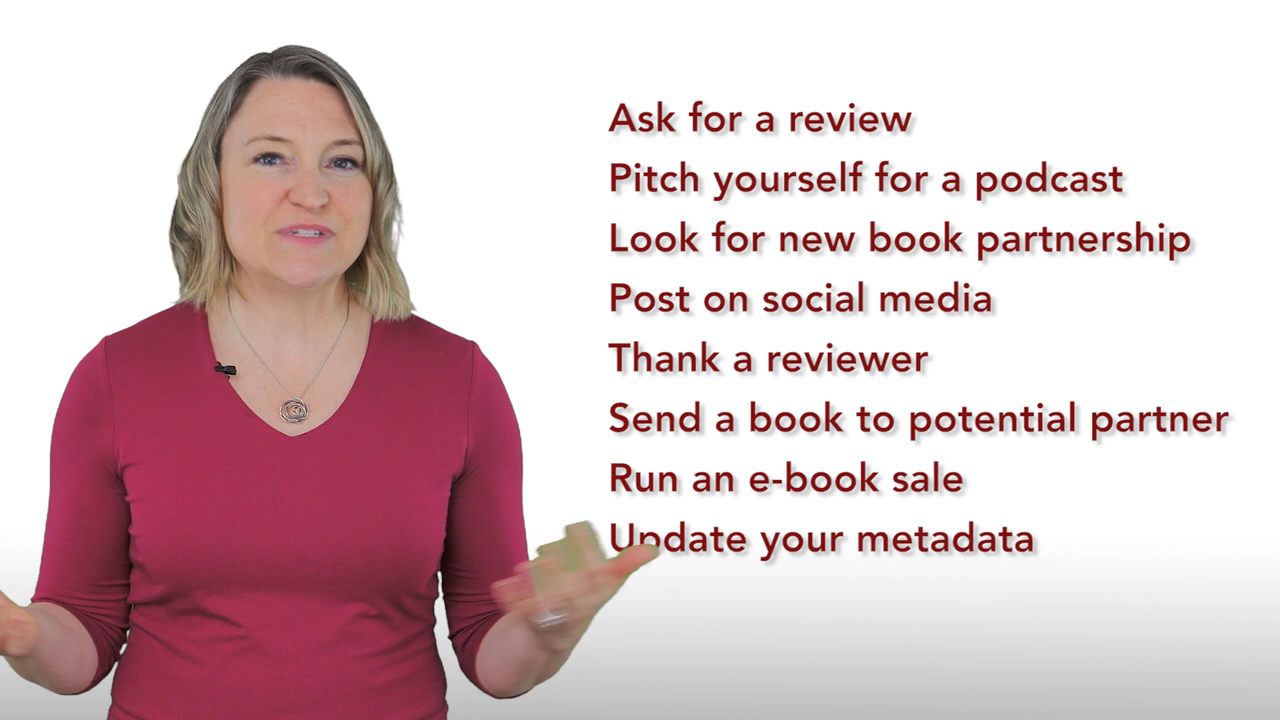 Ask for a review
Pitch yourself for a podcast
Look for new book partnership
Post on social media
Thank a reviewer
Send a book to potential partner
Run an e-book sale
Update your metadata